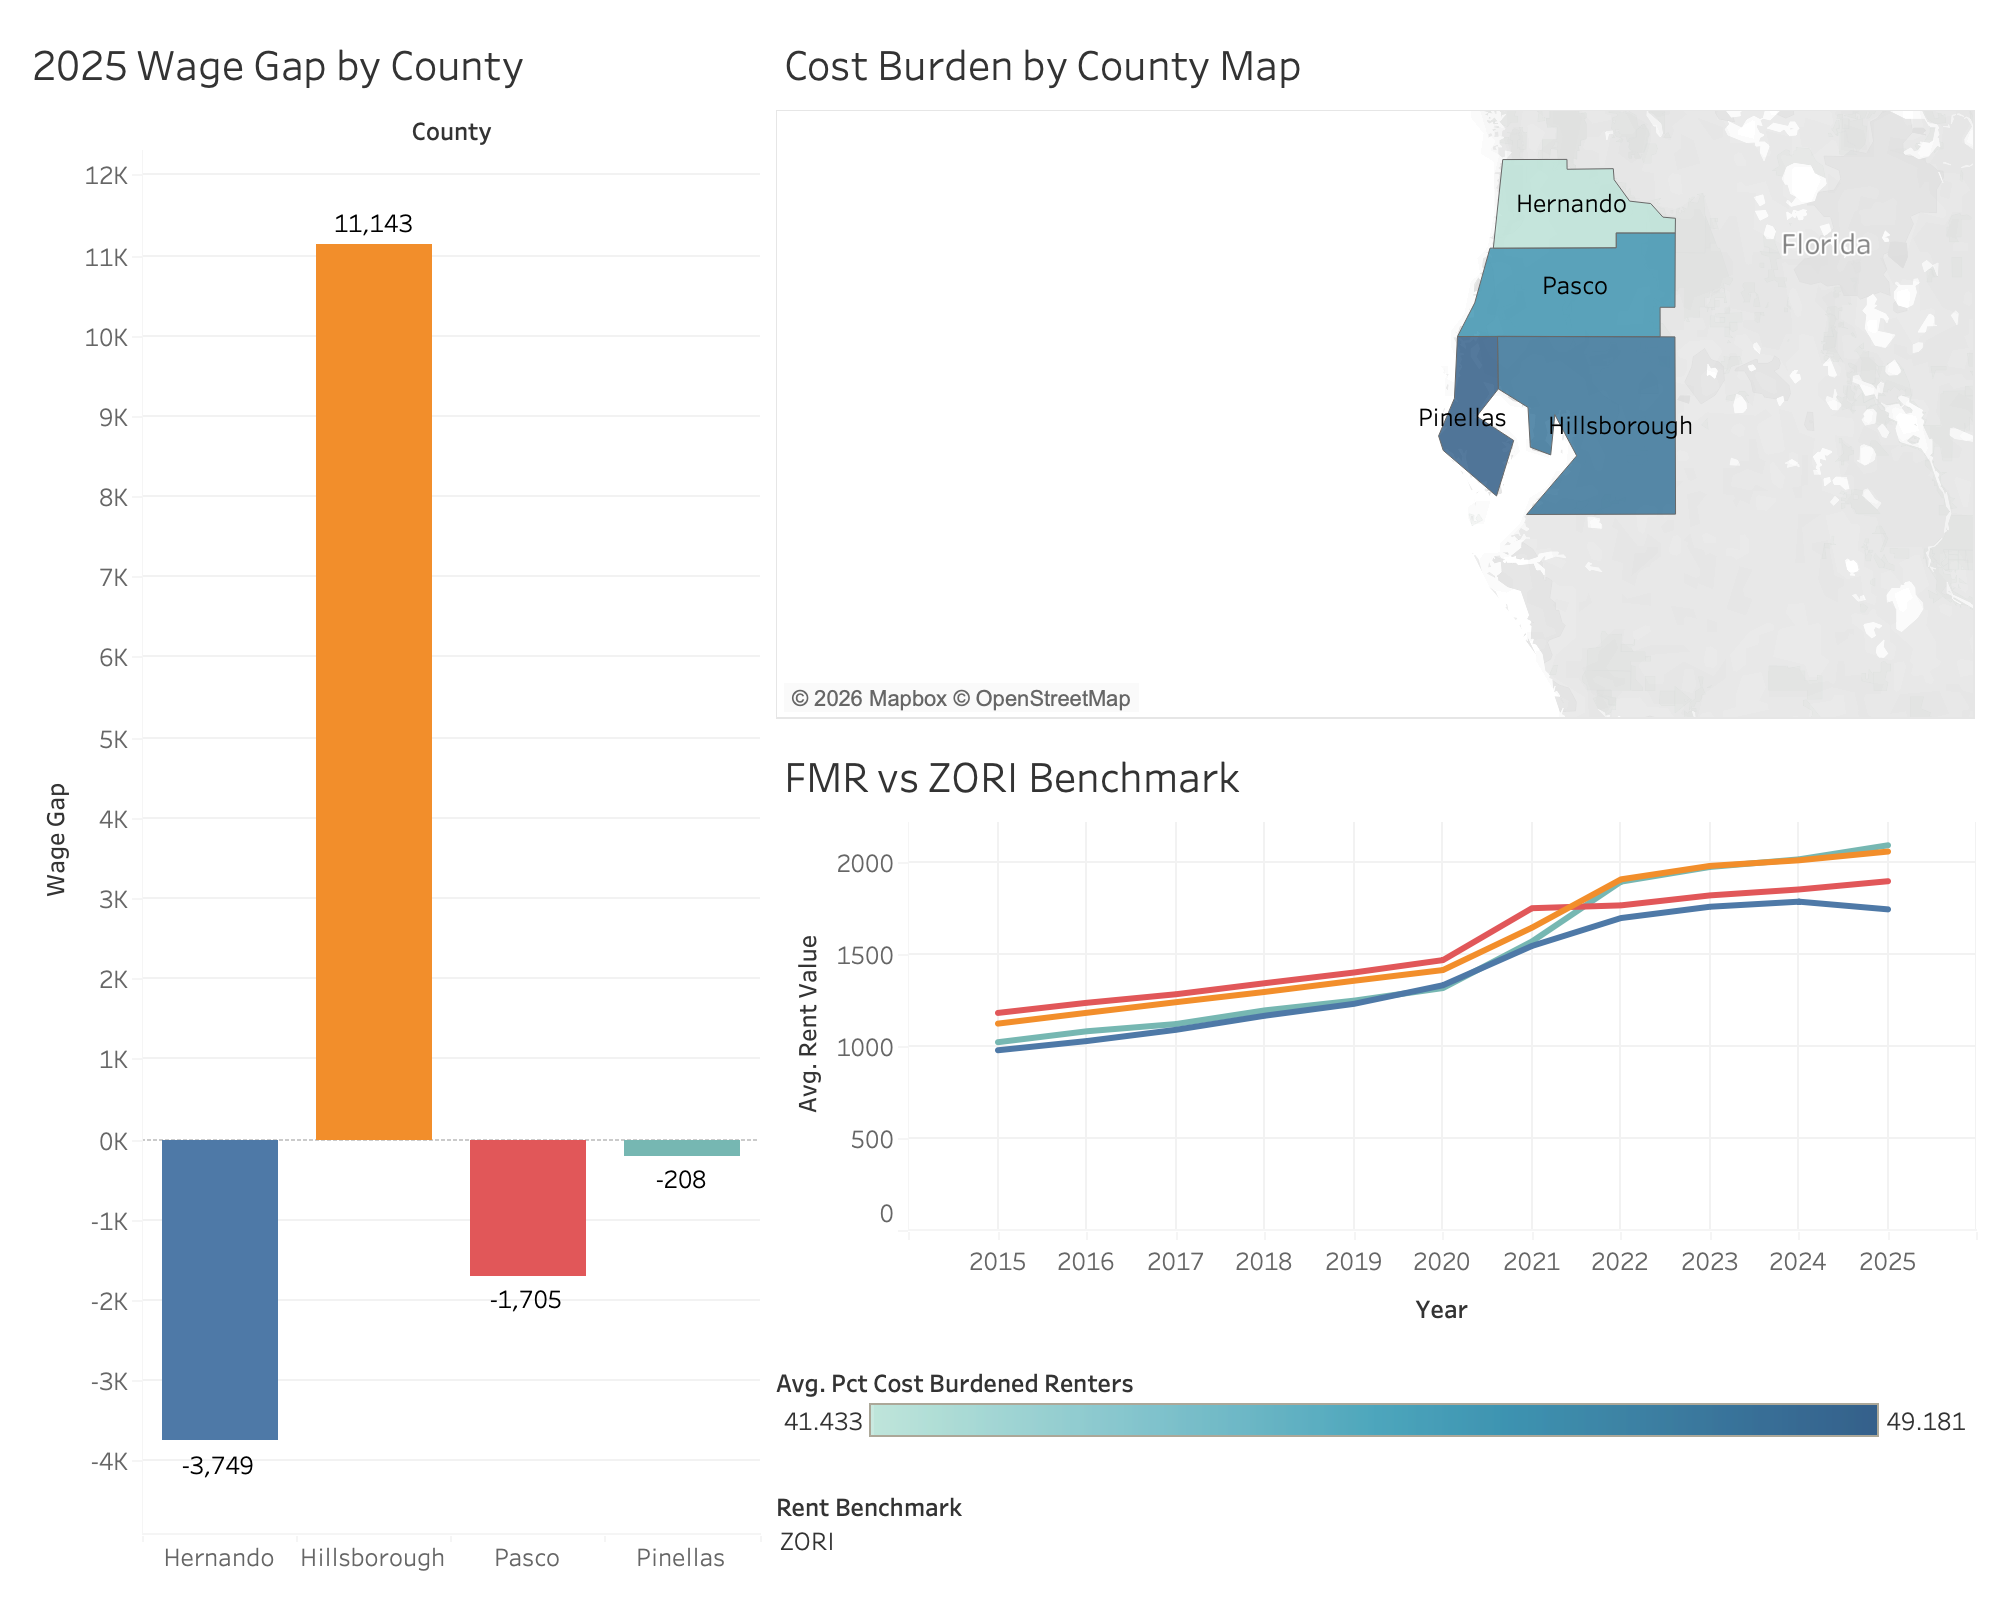 2025 Wage Gap by County
County
12K
11,143
11K
10K
9K
8K
7K
6K
5K
4K
3K
2K
1K
0K
-1K
-2K
-3K
-4K
Wage Gap
-208
-1,705
-3,749
Hernando Hillsborough Pasco Pinellas
Cost Burden by County Map
Hernando
Florida
Pasco
Pinellas
Hillsborough
© 2026 Mapbox © OpenStreetMap
FMR vs ZORI Benchmark
2000
1500
1000
500
0
Avg. Rent Value
2015 2016 2017 2018 2019 2020 2021 2022 2023 2024 2025
Year
Avg. Pct Cost Burdened Renters
41.433 49.181
Rent Benchmark
ZORI